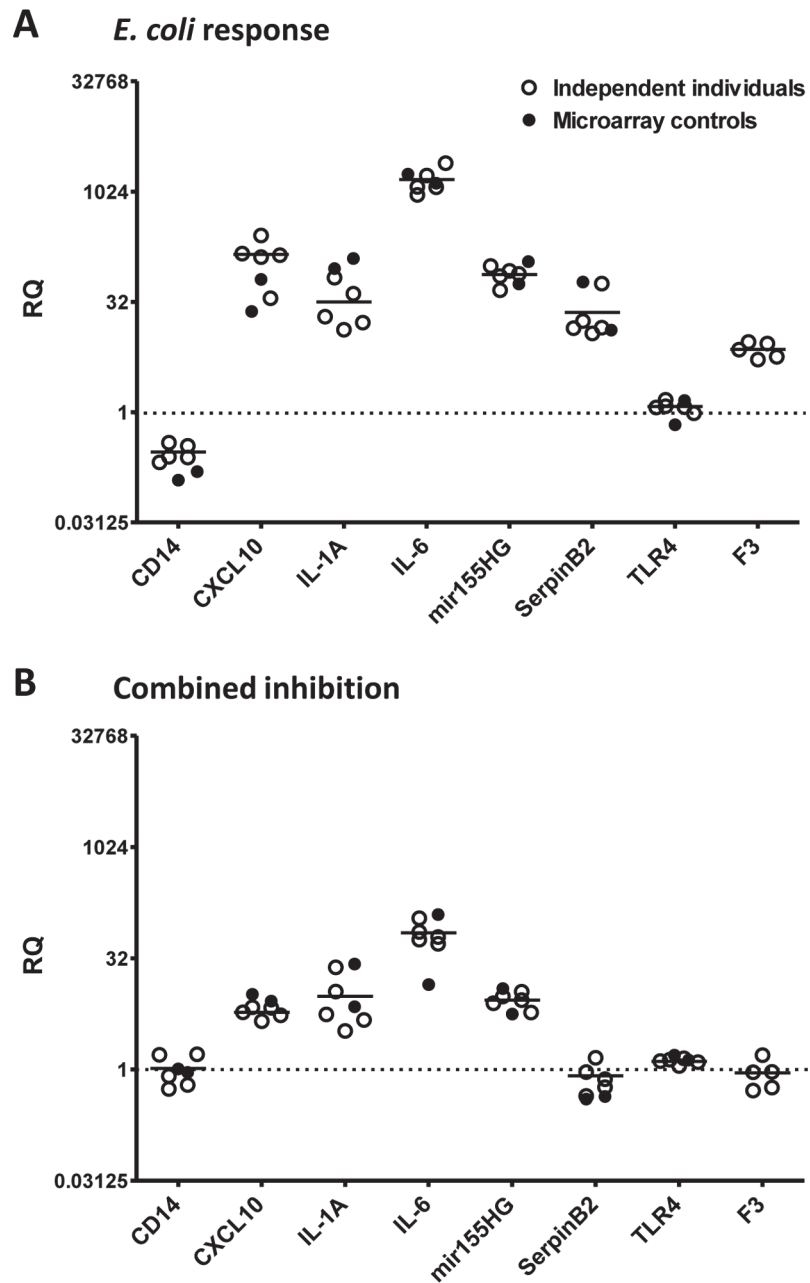 A
E. coli response
32768
1024
32
1
0.03125
RQ
Independent individuals
Microarray controls
CD14
CXCL10
IL-1A
IL-6
mir155HG
SerpinB2
TLR4
F3
B
Combined inhibition
32768
1024
32
1
0.03125
RQ
CD14
CXCL10
IL-1A
IL-6
mir155HG
SerpinB2
TLR4
F3